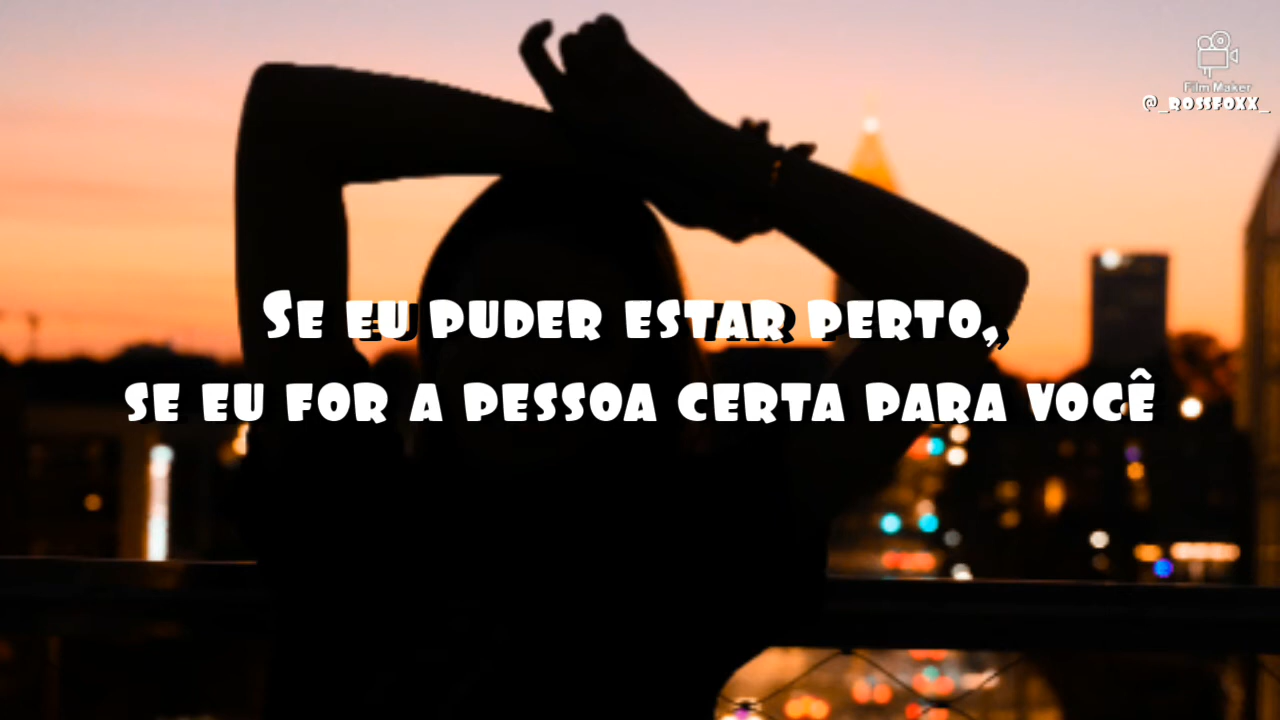 Film Maker
@_ROSSFOXX_
SE EU PUDER ESTAR PERTO,
SE EU FOR A PESSOA CERTA PARA VOCÊ